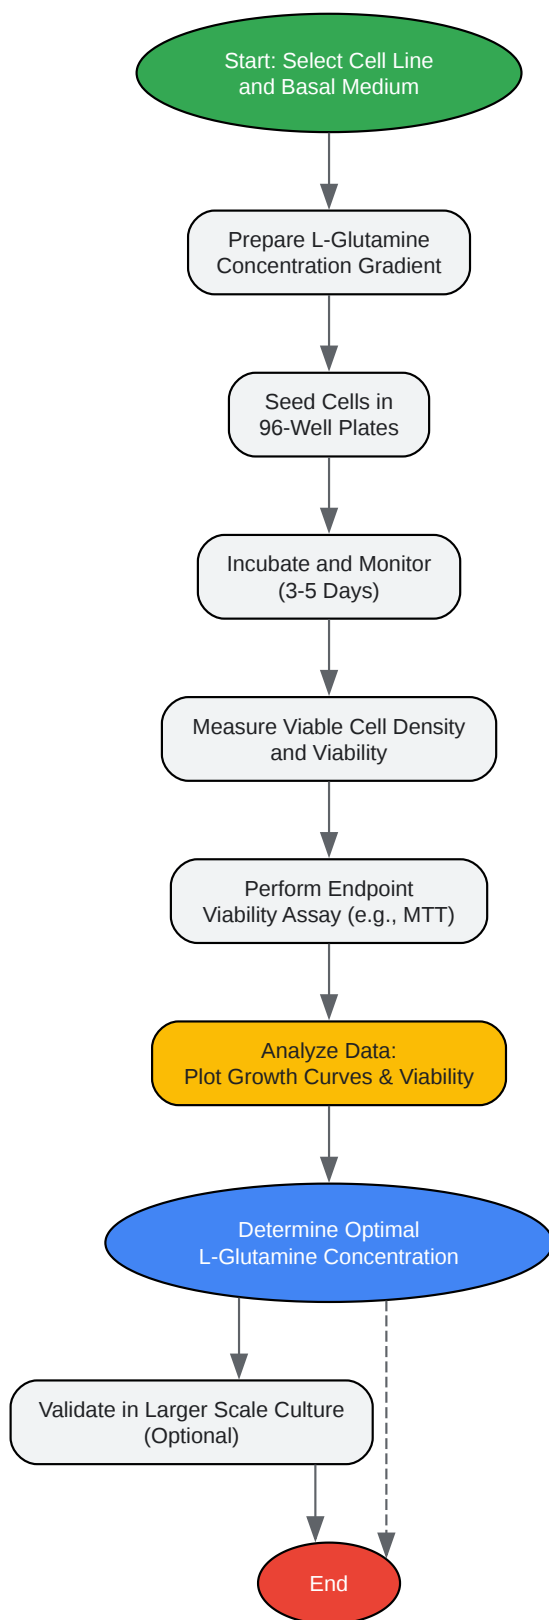 Start: Select Cell Line
and Basal Medium
Prepare L-Glutamine
Concentration Gradient
Seed Cells in
96-Well Plates
Incubate and Monitor
(3-5 Days)
Measure Viable Cell Density
and Viability
Perform Endpoint
Viability Assay (e.g., MTT)
Analyze Data:
Plot Growth Curves & Viability
Determine Optimal
L-Glutamine Concentration
Validate in Larger Scale Culture
(Optional)
End